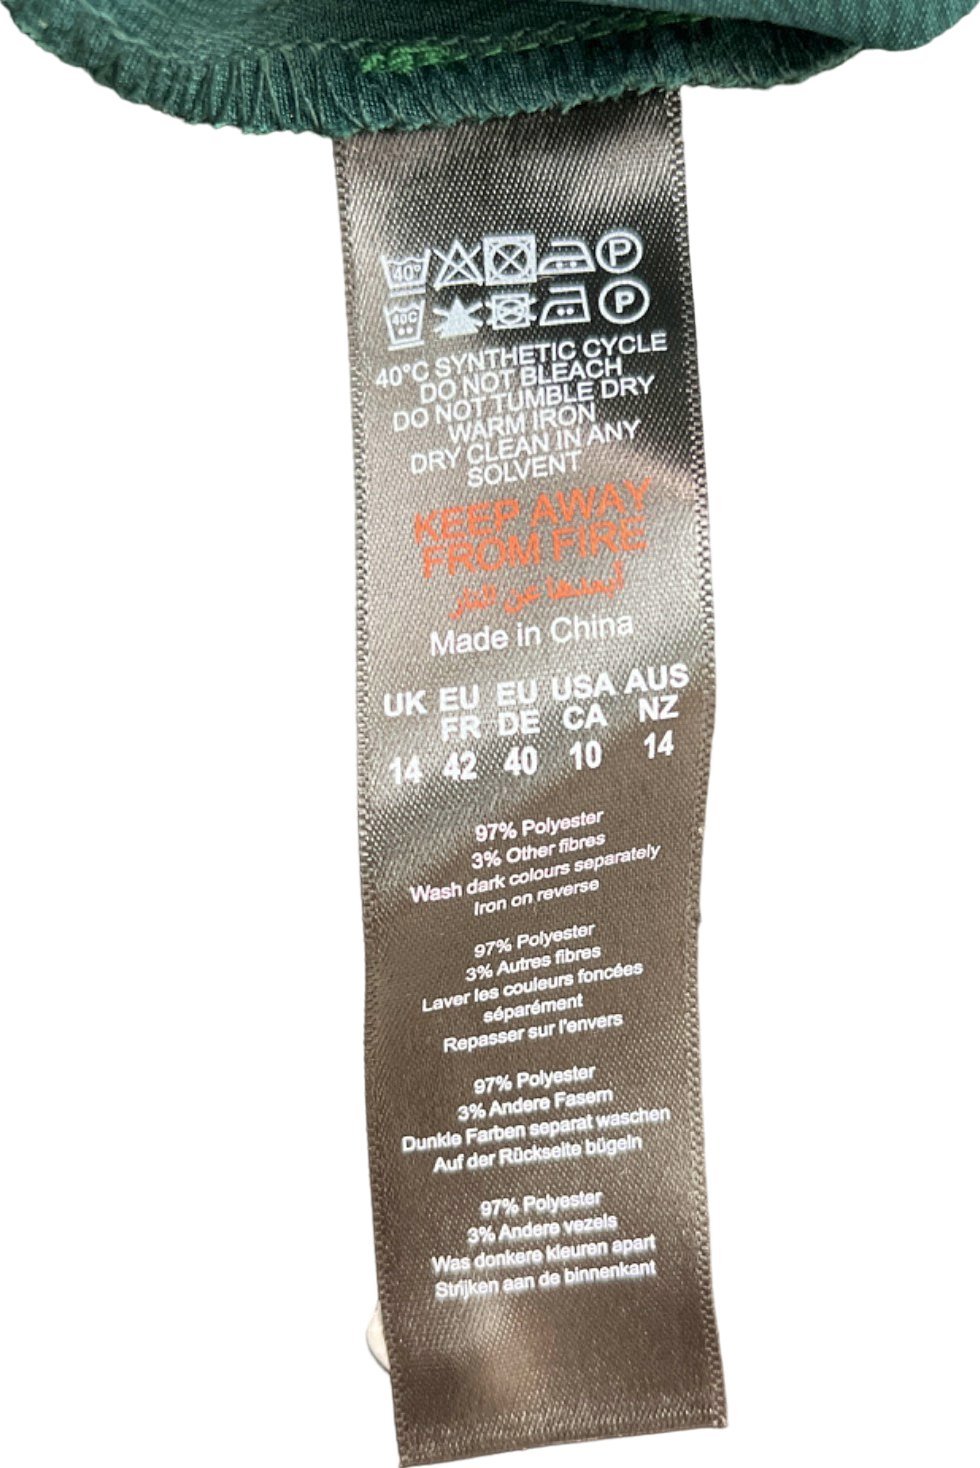 40° P
40C P
40°C SYNTHETIC CYCLE
DO NOT BLEACH
DO NOT TUMBLE DRY
WARM IRON
DRY CLEAN IN ANY
SOLVENT
KEEP AWAY
FROM FIRE
أبعدها عن النار
Made in China
UK EU EU USA AUS
FR DE CA NZ
14 42 40 10 14
97% Polyester
3% Other fibres
Wash dark colours separately
Iron on reverse
97% Polyester
3% Autres fibres
Laver les couleurs foncées
séparément
Repasser sur l'envers
97% Polyester
3% Andere Fasern
Dunkle Farben separat waschen
Auf der Rückseite bügeln
97% Polyester
3% Andere vezels
Was donkere kleuren apart
Strijken aan de binnenkant